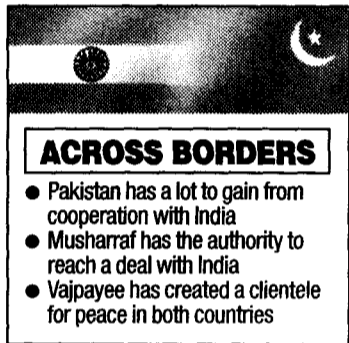 ACROSS BORDERS
● Pakistan has a lot to gain from
cooperation with India
● Musharraf has the authority to
reach a deal with India
● Vajpayee has created a clientele
for peace in both countries